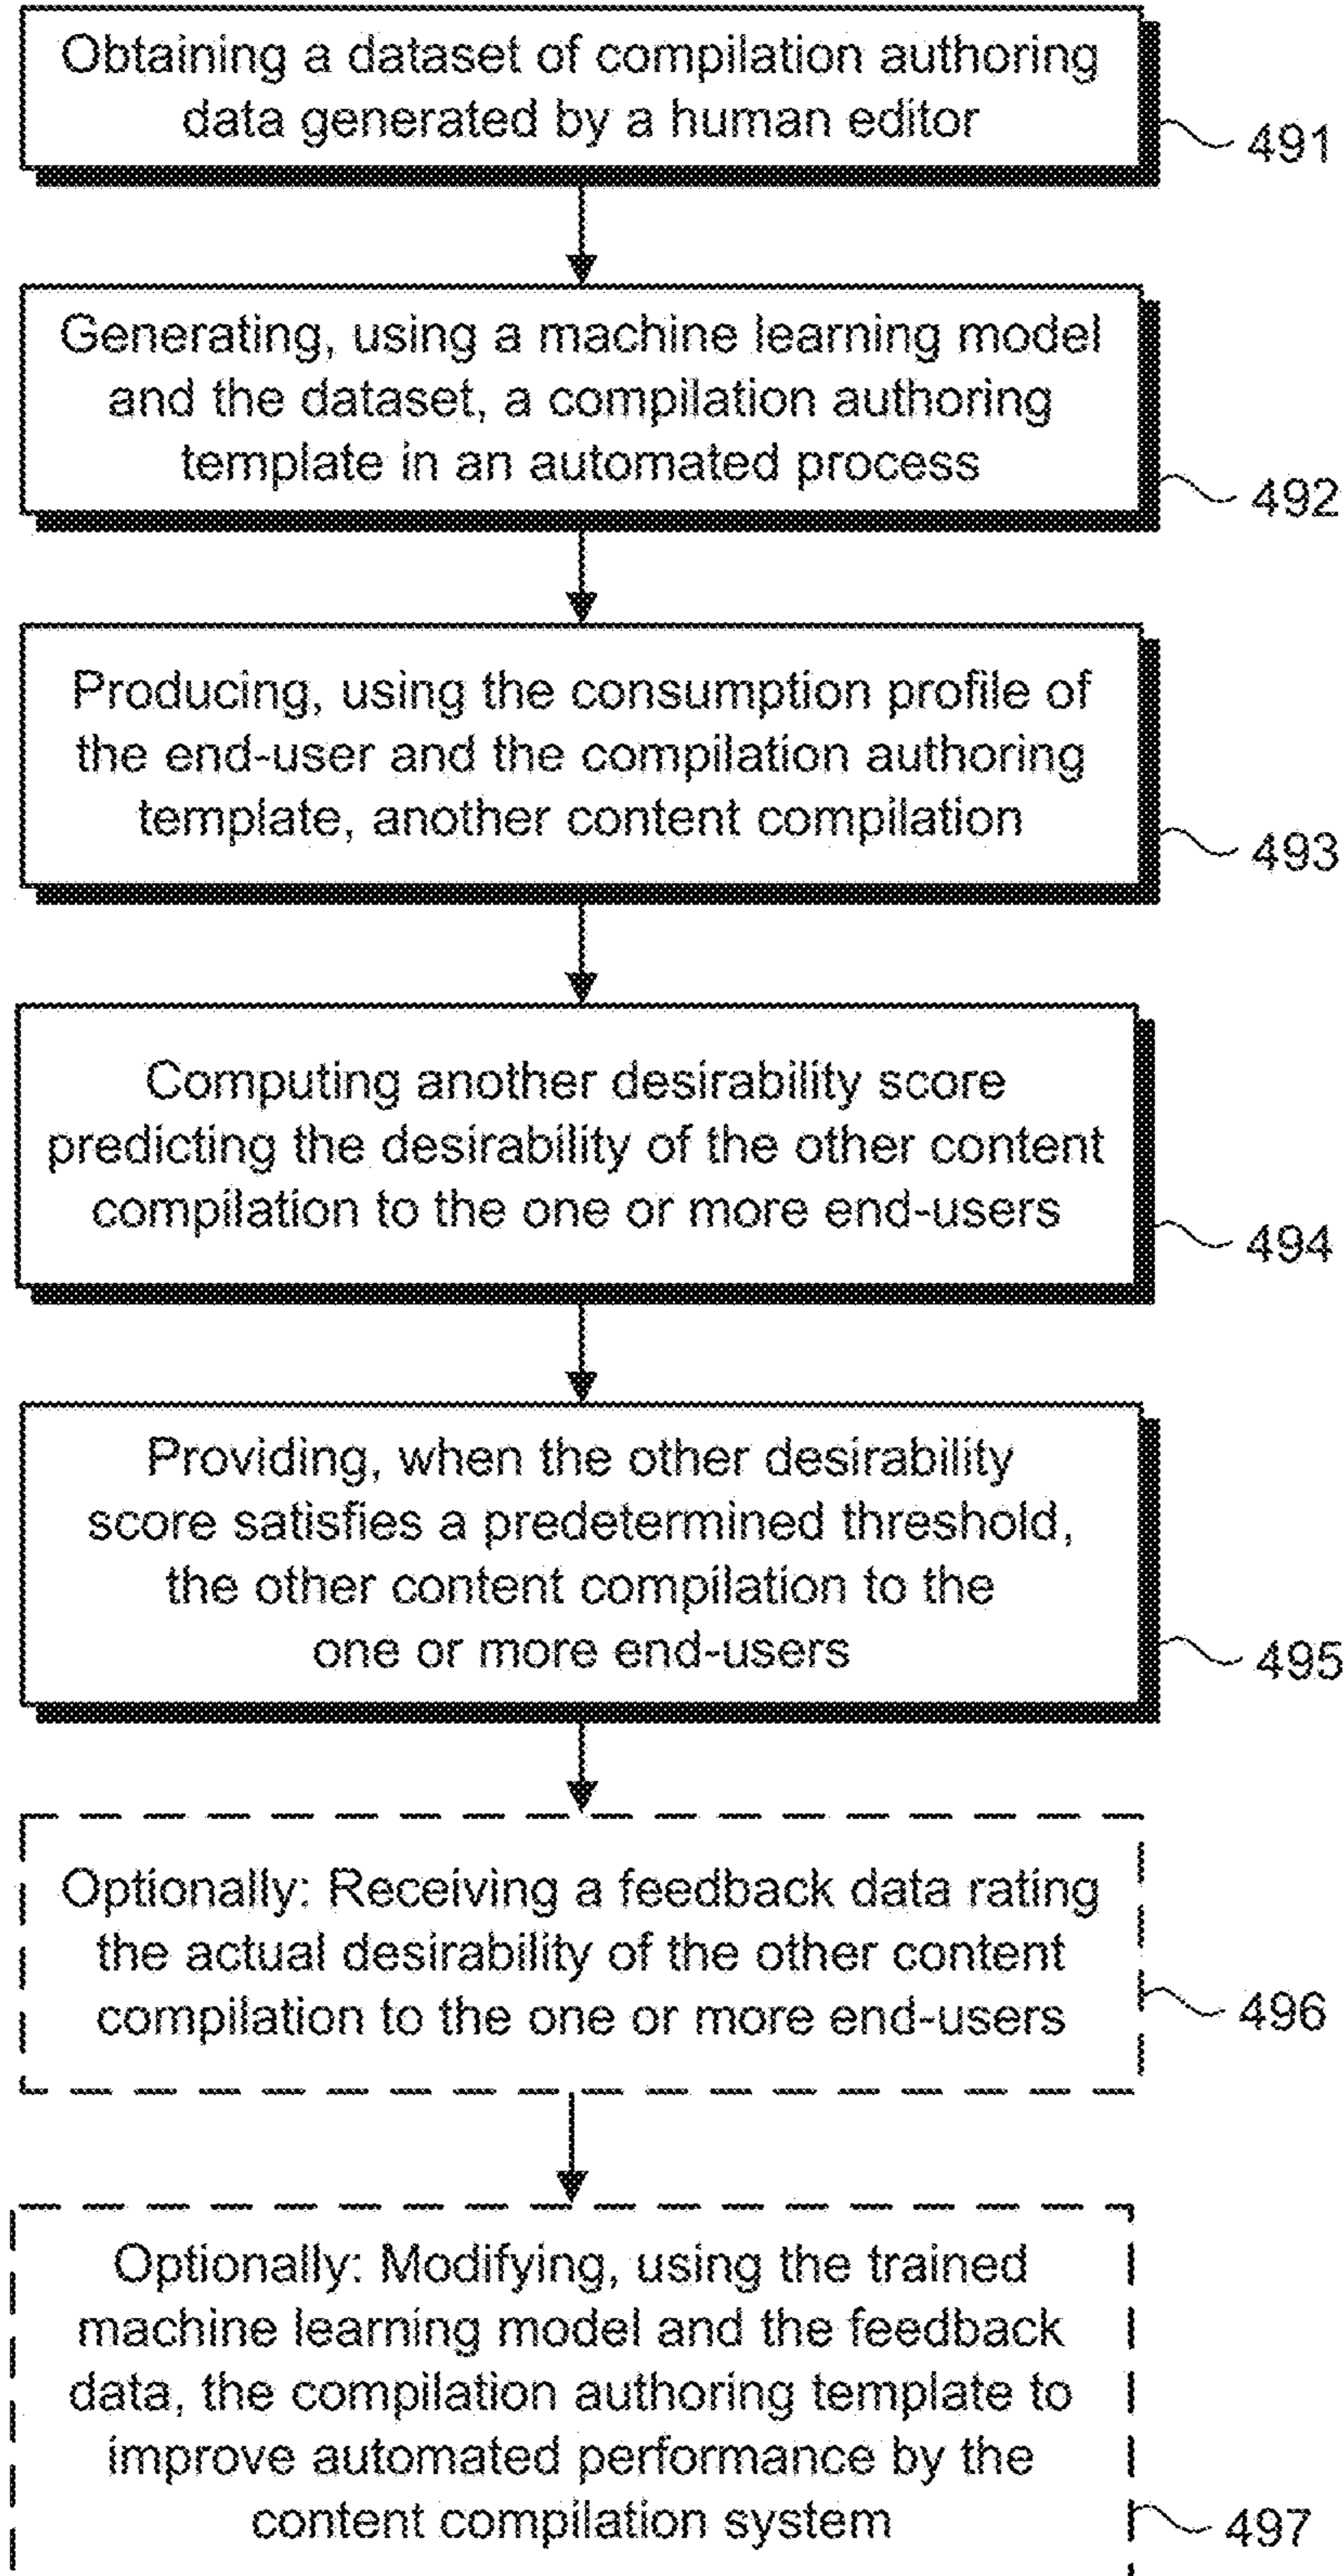 Obtaining a dataset of compilation authoring
data generated by a human editor
491
Generating, using a machine learning model
and the dataset, a compilation authoring
template in an automated process
492
Producing, using the consumption profile of
the end-user and the compilation authoring
template, another content compilation
493
Computing another desirability score
predicting the desirability of the other content
compilation to the one or more end-users
494
Providing, when the other desirability
score satisfies a predetermined threshold,
the other content compilation to the
one or more end-users
495
Optionally: Receiving a feedback data rating
the actual desirability of the other content
compilation to the one or more end-users
496
Optionally: Modifying, using the trained
machine learning model and the feedback
data, the compilation authoring template to
improve automated performance by the
content compilation system
497